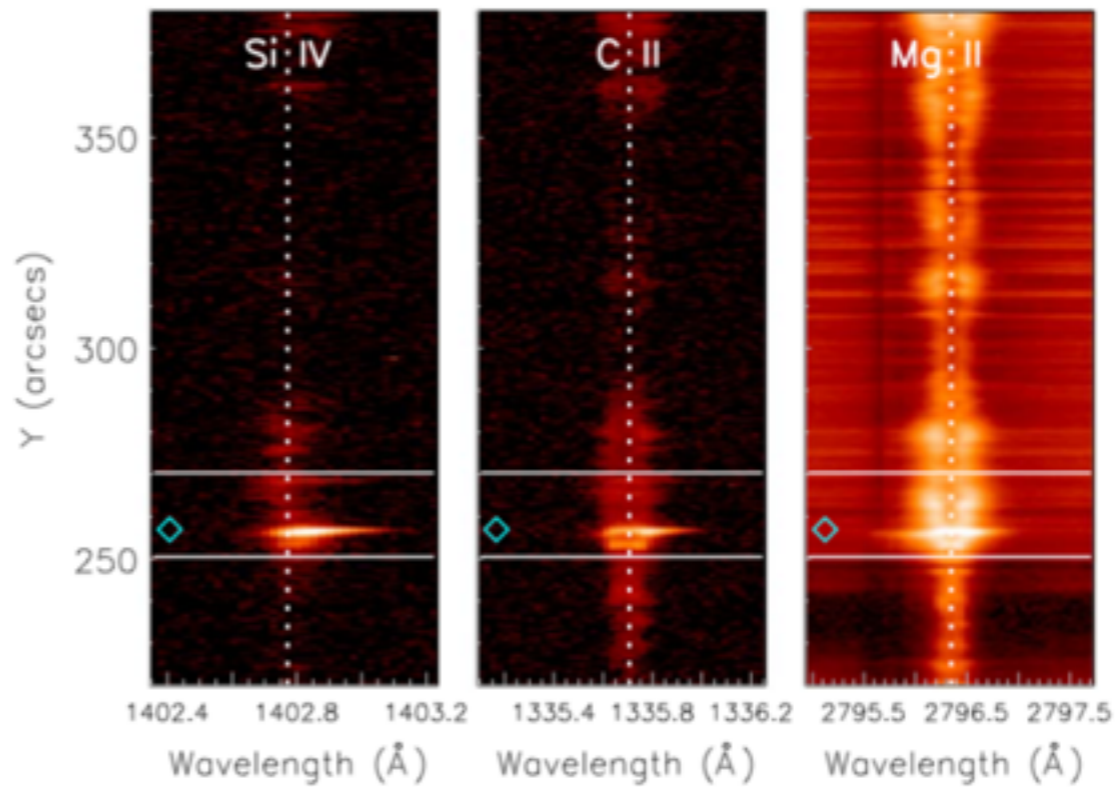 Si IV
C II
Mg II
350
300
250
Y (arcsecs)
1402.4 1402.8 1403.2
1335.4 1335.8 1336.2
2795.5 2796.5 2797.5
Wavelength (Å)
Wavelength (Å)
Wavelength (Å)